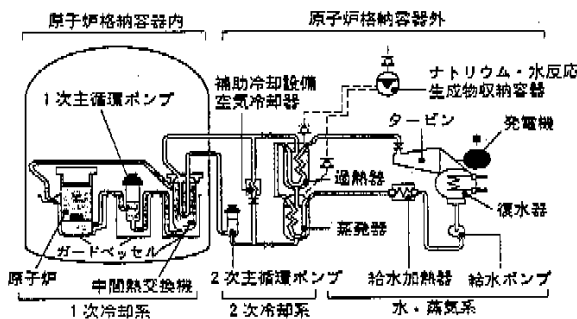 原子炉格納容器内
原子炉格納容器外
1次主循環ポンプ
補助冷却設備
空気冷却器
ナトリウム・水反応
生成物収納容器
タービン
発電機
過熱器
復水器
蒸発器
ガードベッセル
原子炉
中間熱交換機
2次主循環ポンプ
給水加熱器
給水ポンプ
1次冷却系
2次冷却系
水・蒸気系